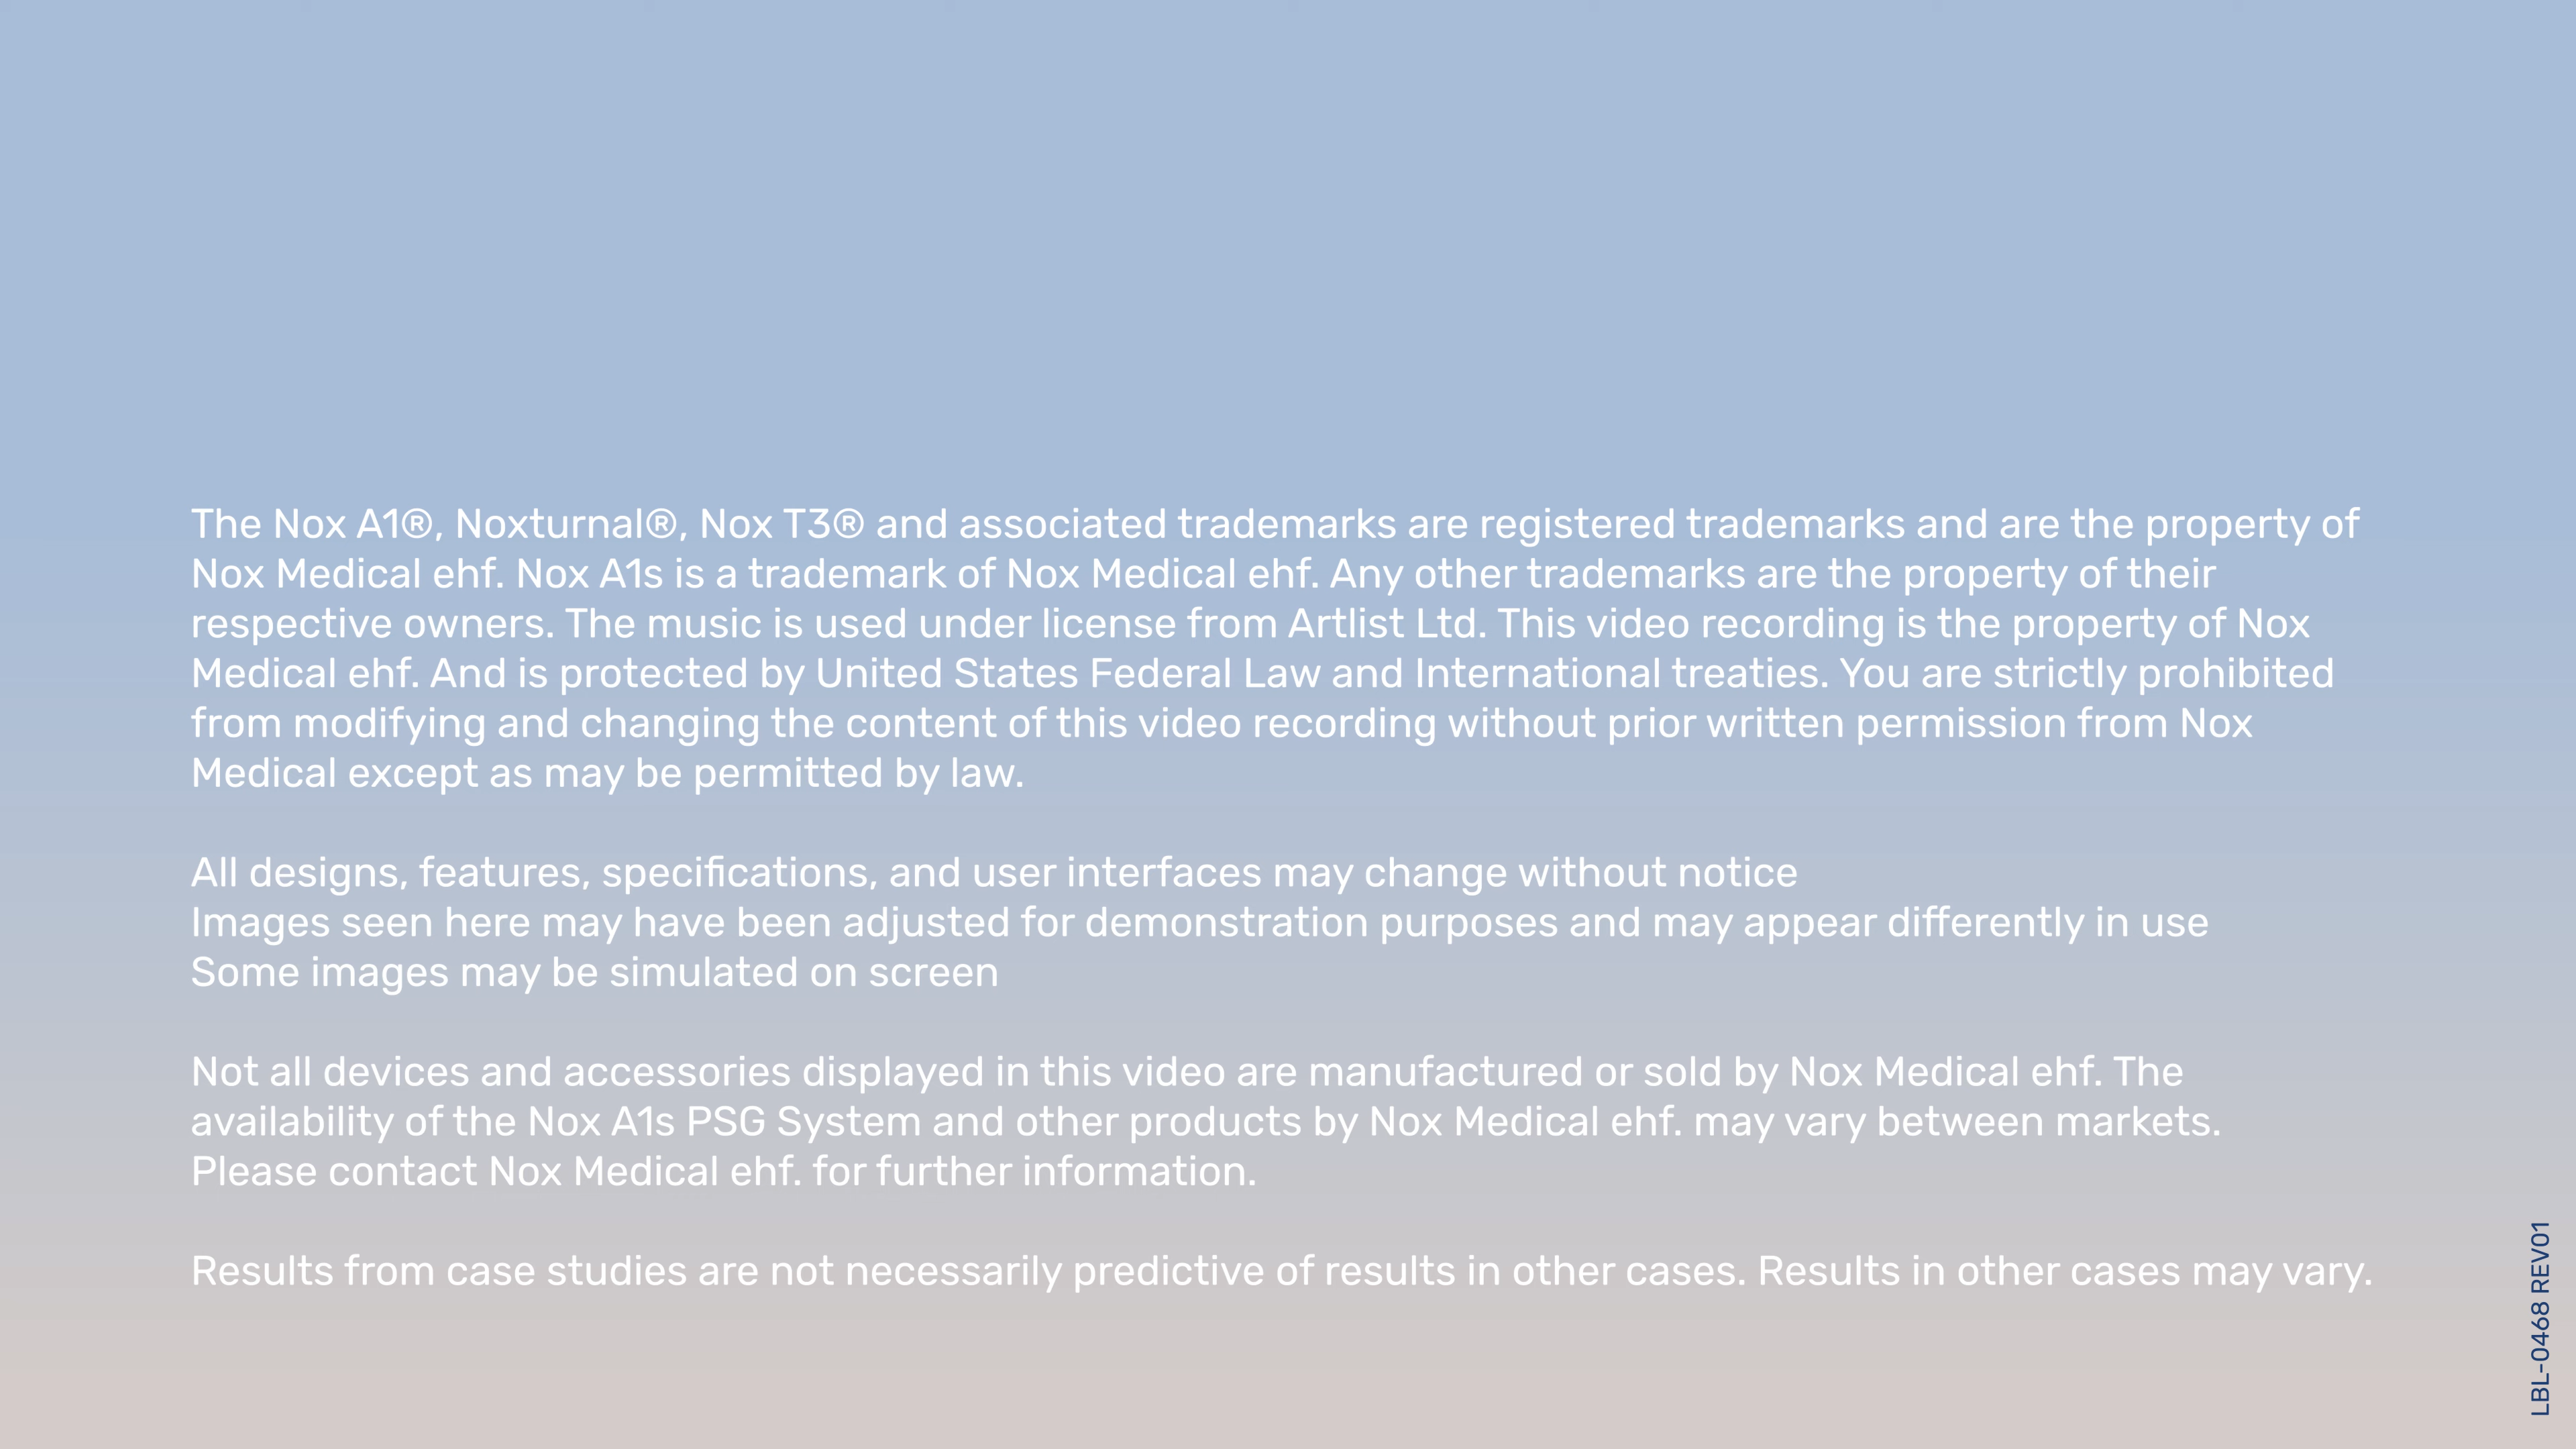 The Nox A1®, Noxturnal®, Nox T3® and associated trademarks are registered trademarks and are the property of
Nox Medical ehf. Nox A1s is a trademark of Nox Medical ehf. Any other trademarks are the property of their
respective owners. The music is used under license from Artlist Ltd. This video recording is the property of Nox
Medical ehf. And is protected by United States Federal Law and International treaties. You are strictly prohibited
from modifying and changing the content of this video recording without prior written permission from Nox
Medical except as may be permitted by law.
All designs, features, specifications, and user interfaces may change without notice
Images seen here may have been adjusted for demonstration purposes and may appear differently in use
Some images may be simulated on screen
Not all devices and accessories displayed in this video are manufactured or sold by Nox Medical ehf. The
availability of the Nox A1s PSG System and other products by Nox Medical ehf. may vary between markets.
Please contact Nox Medical ehf. for further information.
Results from case studies are not necessarily predictive of results in other cases. Results in other cases may vary.
LBL-0468 REV01